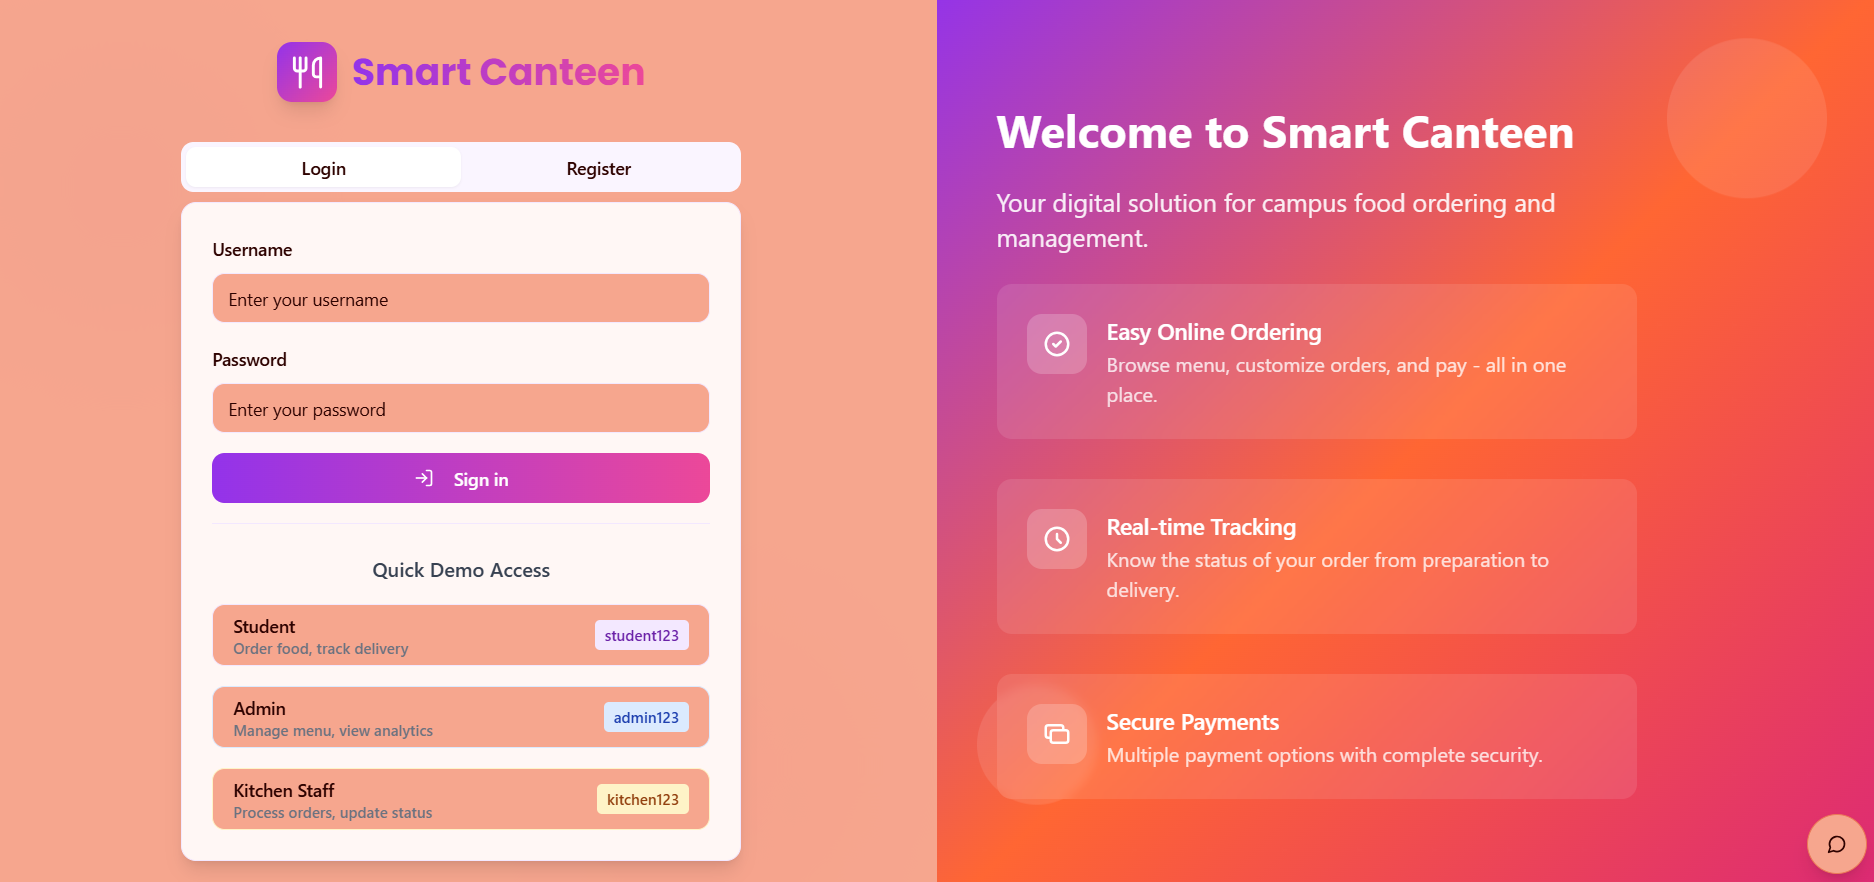 Smart Canteen
Login
Register
Username
Enter your username
Password
Enter your password
Sign in
Quick Demo Access
Student
Order food, track delivery
student123
Admin
Manage menu, view analytics
admin123
Kitchen Staff
Process orders, update status
kitchen123
Welcome to Smart Canteen
Your digital solution for campus food ordering and
management.
Easy Online Ordering
Browse menu, customize orders, and pay - all in one
place.
Real-time Tracking
Know the status of your order from preparation to
delivery.
Secure Payments
Multiple payment options with complete security.